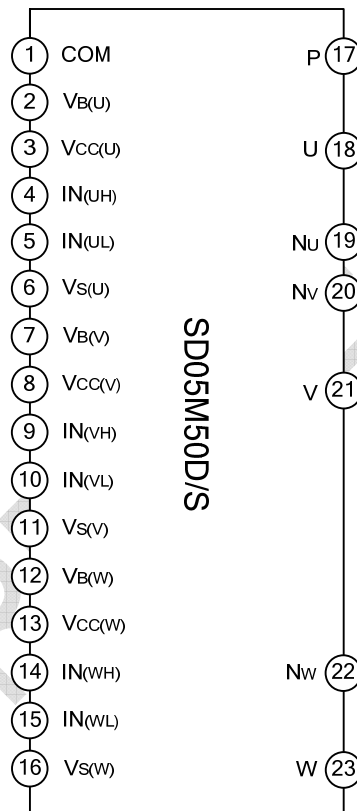 1 COM
2 VB(U)
3 VCC(U)
4 IN(UH)
5 IN(UL)
6 VS(U)
7 VB(V)
8 VCC(V)
9 IN(VH)
10 IN(VL)
11 VS(V)
12 VB(W)
13 VCC(W)
14 IN(WH)
15 IN(WL)
16 VS(W)
SD05M50D/S
P 17
U 18
NU 19
NV 20
V 21
NW 22
W 23